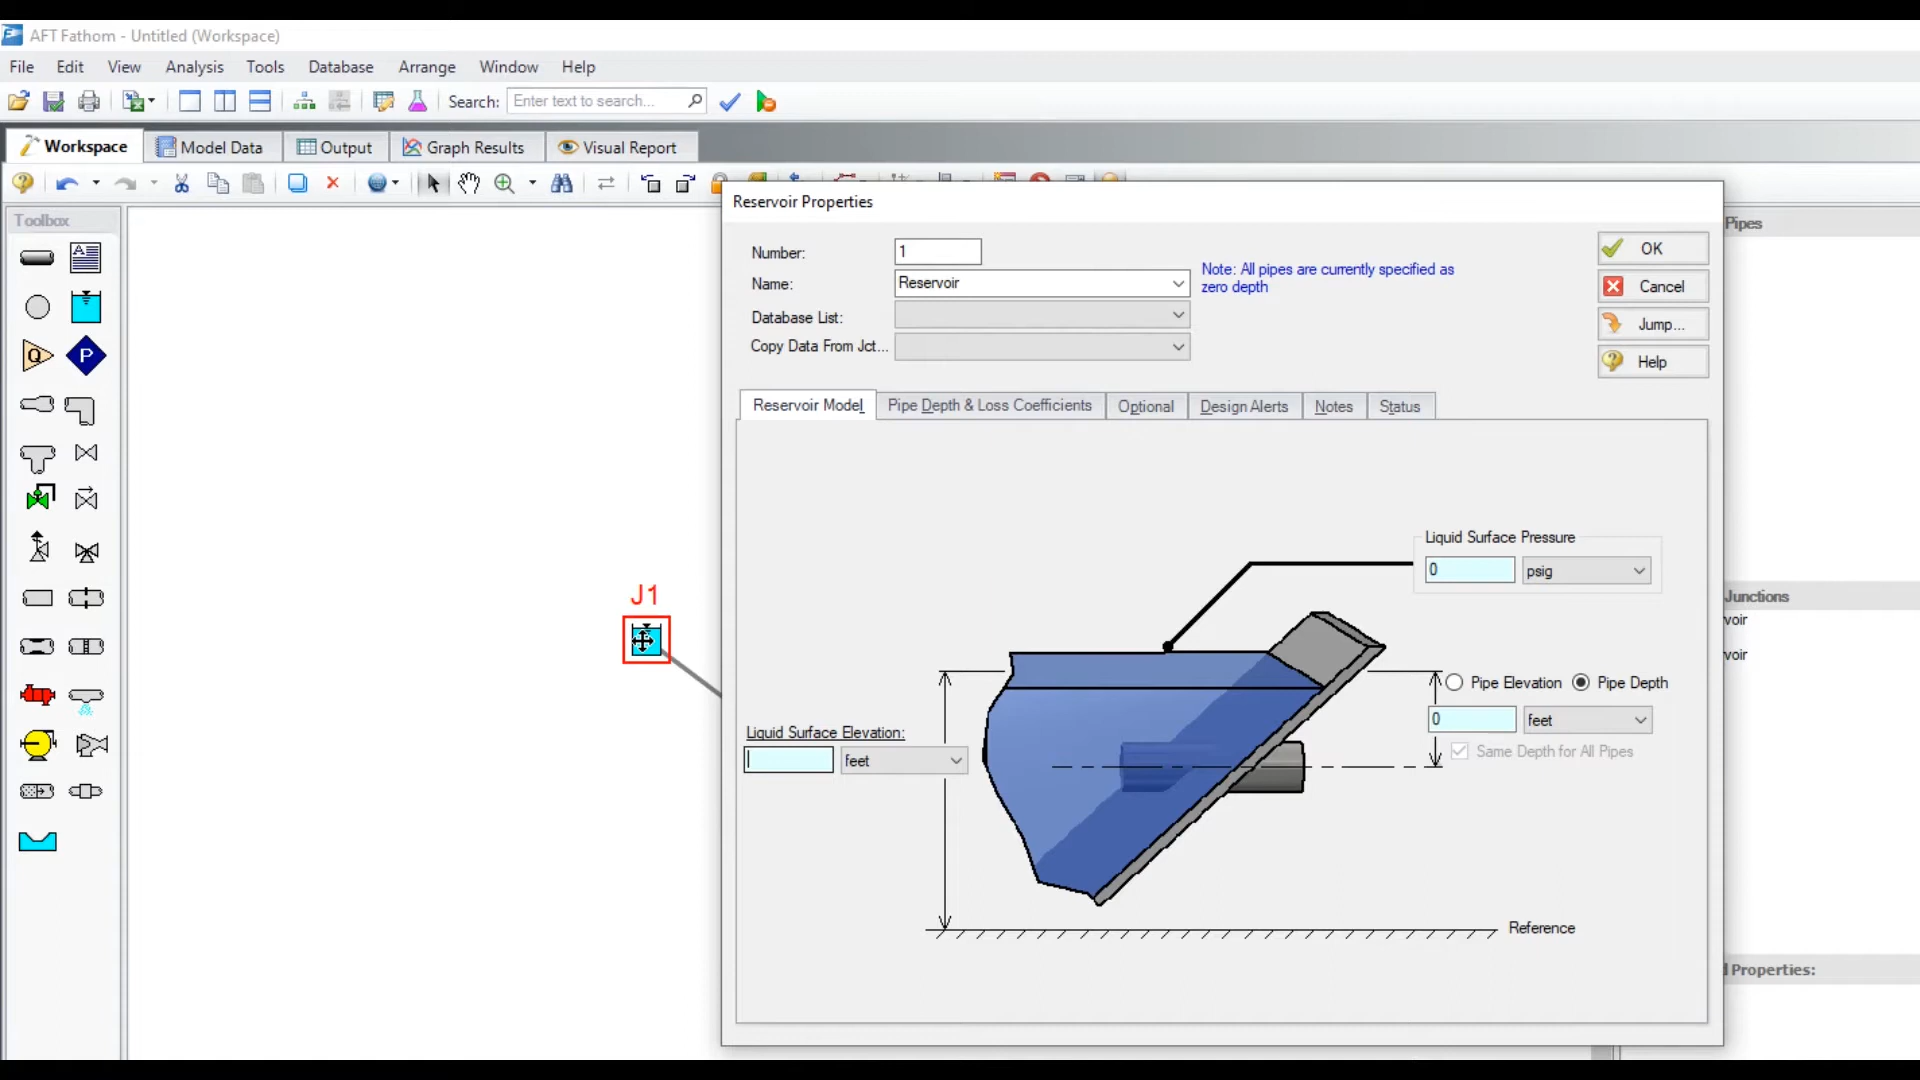 AFT Fathom - Untitled (Workspace)
File Edit View Analysis Tools Database Arrange Window Help
Search: Enter text to search...
Workspace Model Data Output Graph Results Visual Report
Toolbox
A
Q P
J1
Reservoir Properties
Number: 1
Name: Reservoir
Database List:
Copy Data From Jct...
Note: All pipes are currently specified as
zero depth
OK
Cancel
Jump...
Help
Reservoir Model Pipe Depth & Loss Coefficients Optional Design Alerts Notes Status
Liquid Surface Pressure
0 psig
Pipe Elevation Pipe Depth
0 feet
Same Depth for All Pipes
Liquid Surface Elevation:
feet
Reference
Pipes
Junctions
voir
voir
Properties: